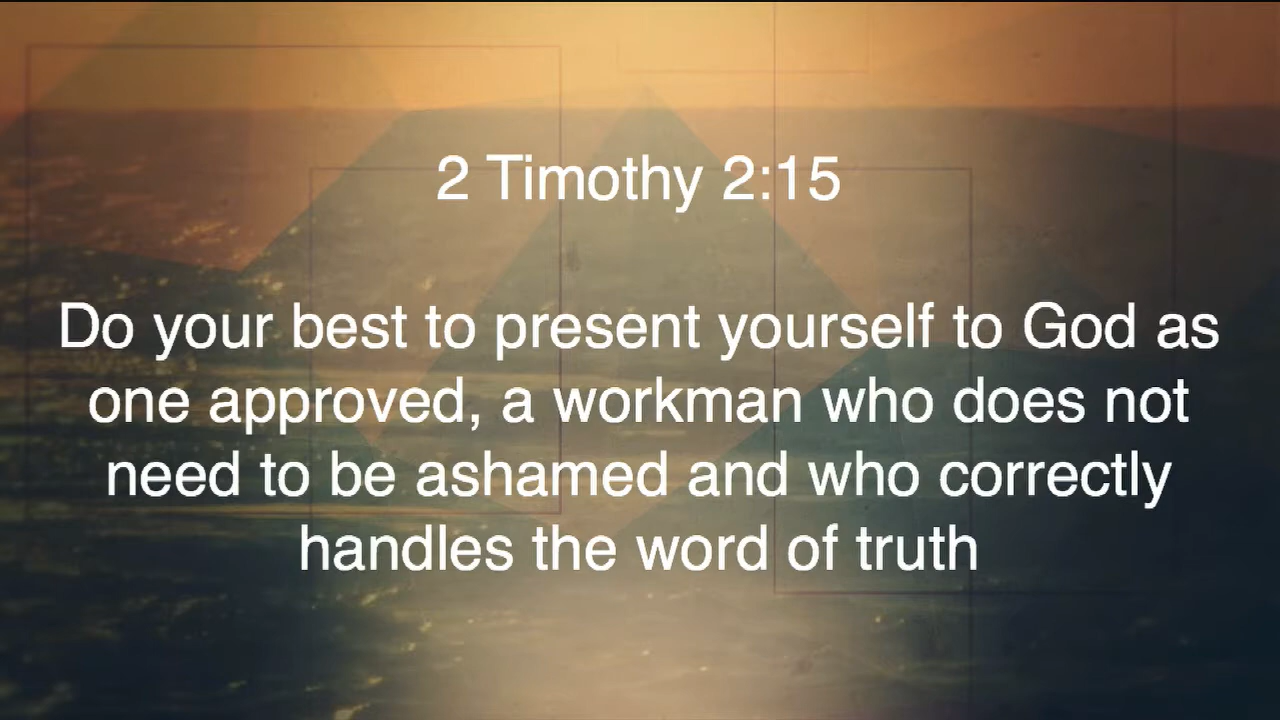 2 Timothy 2:15
Do your best to present yourself to God as
one approved, a workman who does not
need to be ashamed and who correctly
handles the word of truth